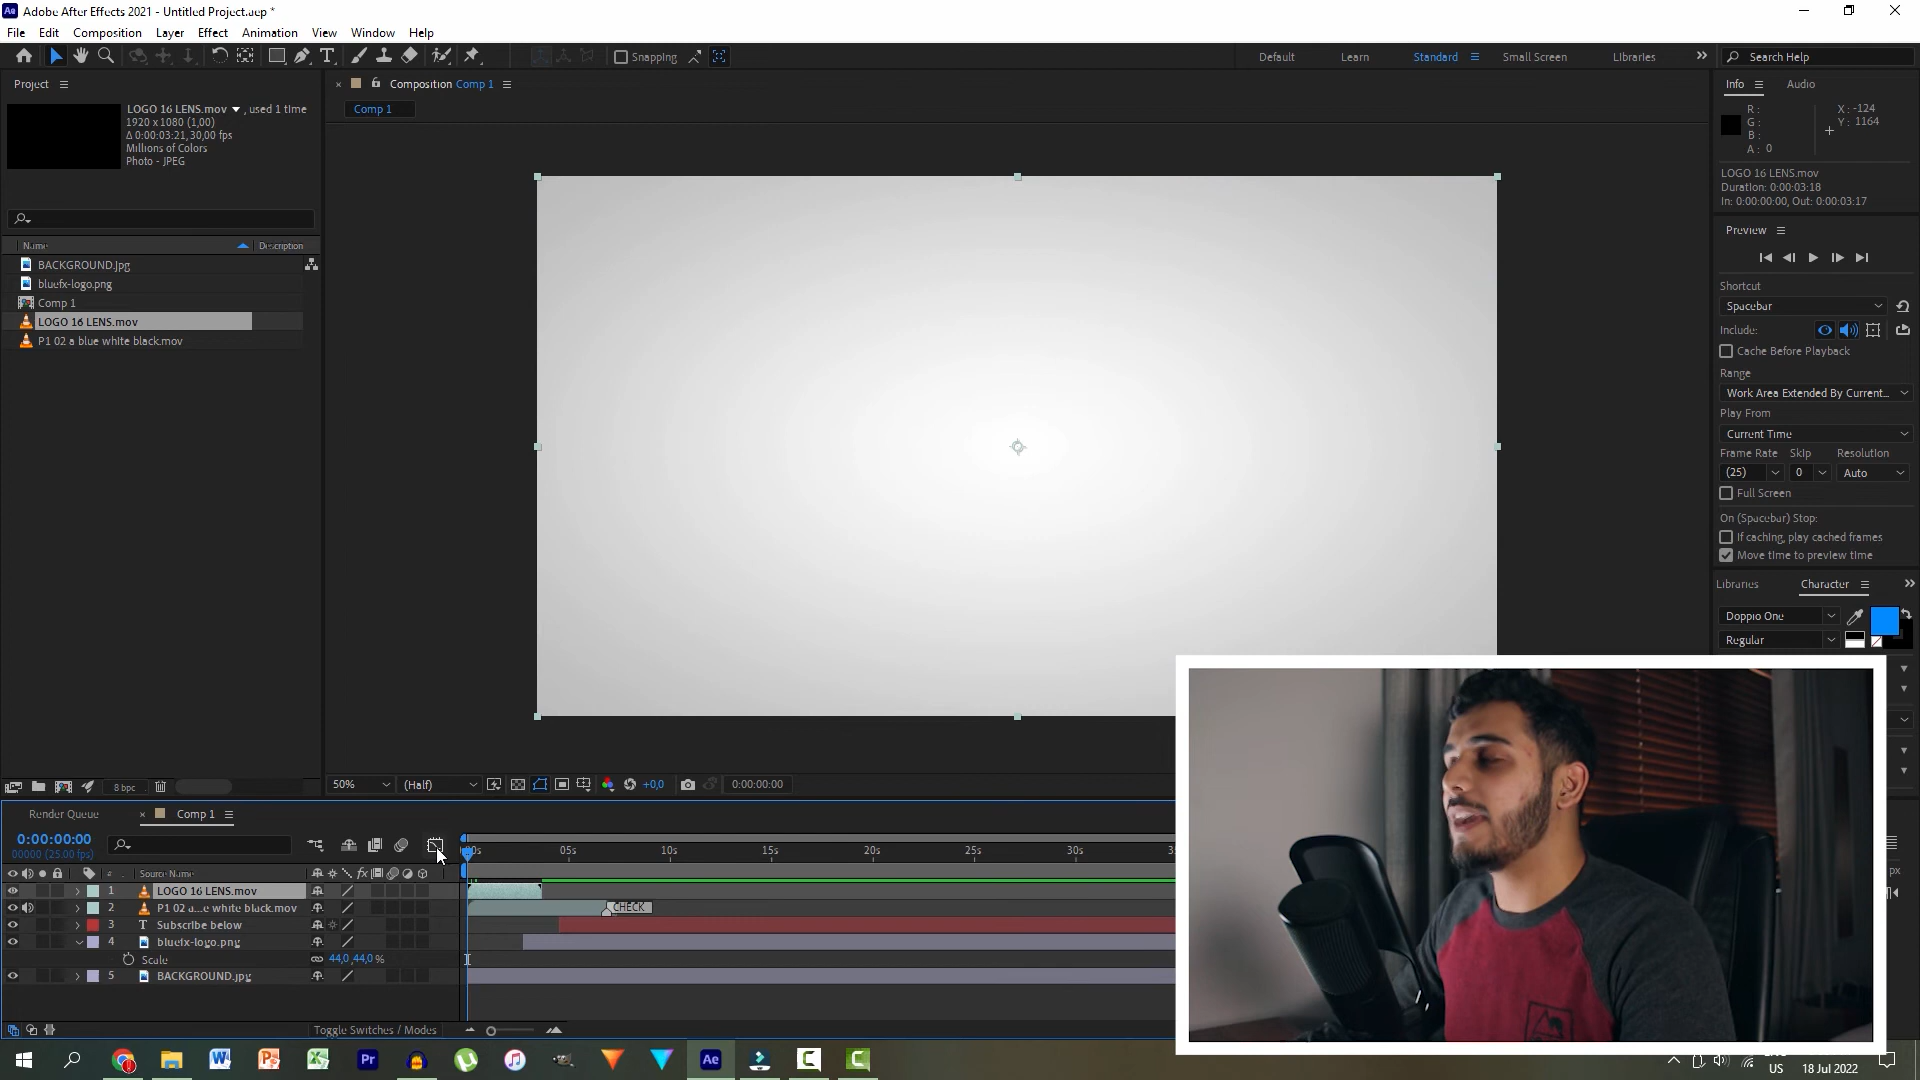 Ae Adobe After Effects 2021 - Untitled Project.aep *
File Edit Composition Layer Effect Animation View Window Help
Snapping Default Learn Standard Small Screen Libraries Search Help
Project
LOGO 16 LENS.mov , used 1 time
1920 x 1080 (1,00)
Δ 0:00:03:21, 30,00 fps
Millions of Colors
Photo - JPEG
Name Description
BACKGROUND.jpg
bluefx-logo.png
Comp 1
LOGO 16 LENS.mov
P1 02 a blue white black.mov
8 bpc
Composition Comp 1
Comp 1
50% (Half) +0,0 0:00:00:00
Info Audio
R :
G :
B :
A : 0
X : -124
Y : 1164
LOGO 16 LENS.mov
Duration: 0:00:03:18
In: 0:00:00:00, Out: 0:00:03:17
Preview
Shortcut
Spacebar
Include:
Cache Before Playback
Range
Work Area Extended By Current...
Play From
Current Time
Frame Rate Skip Resolution
(25) 0 Auto
Full Screen
On (Spacebar) Stop:
If caching, play cached frames
Move time to preview time
Libraries Character
Doppio One
Regular
px
Render Queue Comp 1
0:00:00:00
00000 (25.00 fps)
00s 05s 10s 15s 20s 25s 30s
# Source Name fx
1 LOGO 16 LENS.mov
2 P1 02 a...e white black.mov CHECK
3 T Subscribe below
4 bluefx-logo.png
Scale 44,0, 44,0 %
5 BACKGROUND.jpg
Toggle Switches / Modes
Pr Ae
US 18 Jul 2022